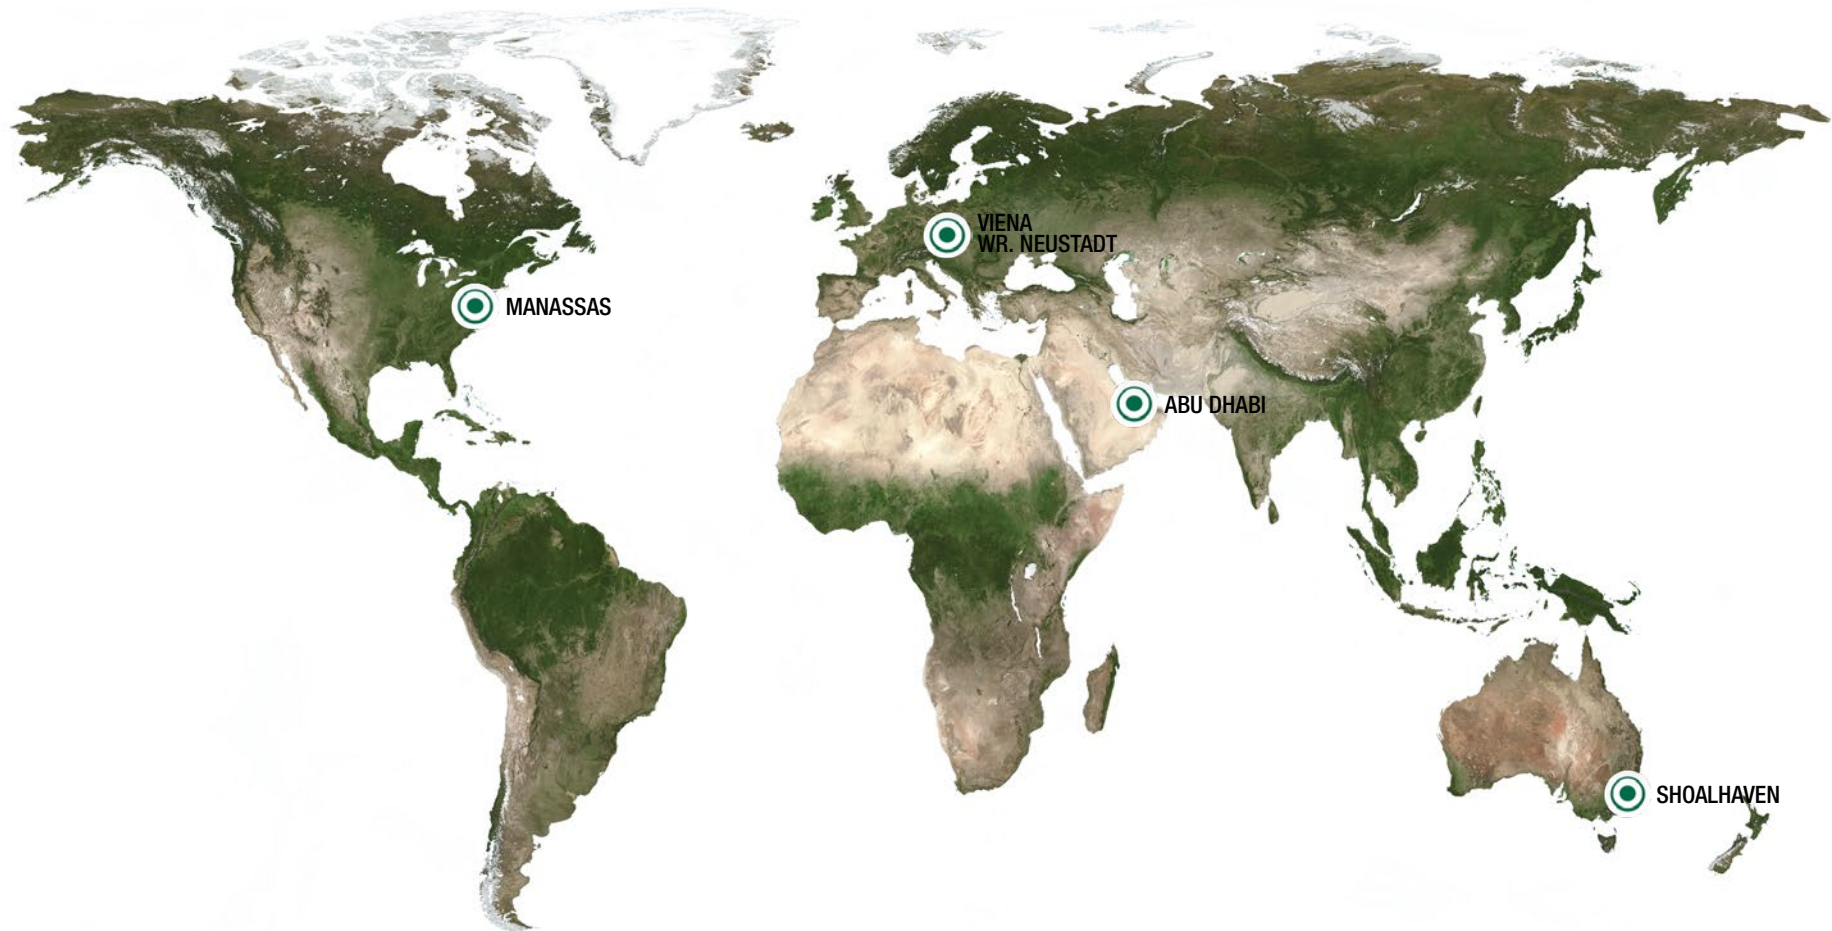 VIENA
WR. NEUSTADT
MANASSAS
ABU DHABI
SHOALHAVEN